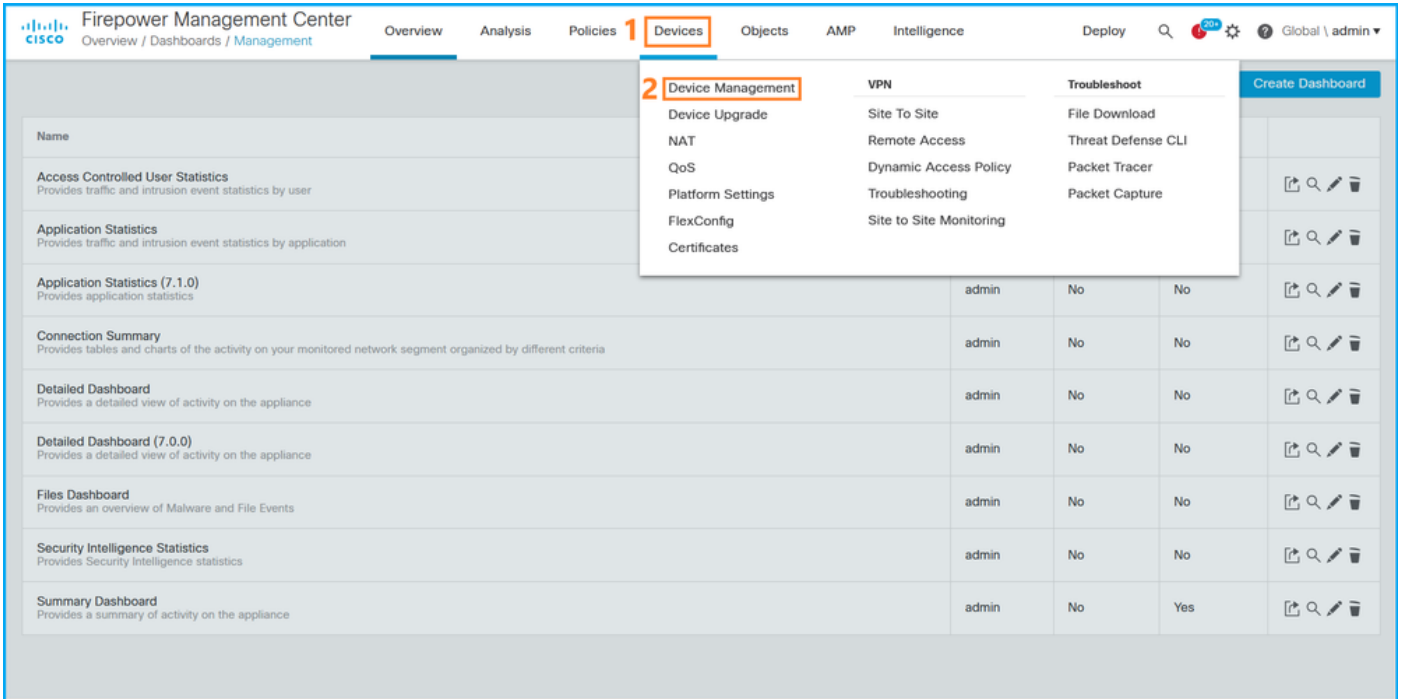 Firepower Management Center
CISCO Overview / Dashboards / Management
Overview Analysis Policies 1 Devices Objects AMP Intelligence Deploy 20+ Global \ admin
2 Device Management VPN Troubleshoot Create Dashboard
Device Upgrade Site To Site File Download
NAT Remote Access Threat Defense CLI
QoS Dynamic Access Policy Packet Tracer
Platform Settings Troubleshooting Packet Capture
FlexConfig Site to Site Monitoring
Certificates
Name
Access Controlled User Statistics
Provides traffic and intrusion event statistics by user
Application Statistics
Provides traffic and intrusion event statistics by application
Application Statistics (7.1.0) admin No No
Provides application statistics
Connection Summary admin No No
Provides tables and charts of the activity on your monitored network segment organized by different criteria
Detailed Dashboard admin No No
Provides a detailed view of activity on the appliance
Detailed Dashboard (7.0.0) admin No No
Provides a detailed view of activity on the appliance
Files Dashboard admin No No
Provides an overview of Malware and File Events
Security Intelligence Statistics admin No No
Provides Security Intelligence statistics
Summary Dashboard admin No Yes
Provides a summary of activity on the appliance